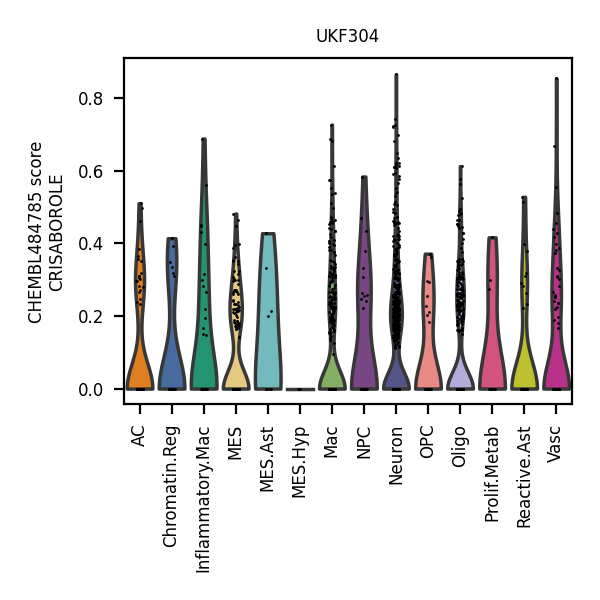 UKF304
CHEMBL484785 score
CRISABOROLE
0.8
0.6
0.4
0.2
0.0
AC
Chromatin.Reg
Inflammatory.Mac
MES
MES.Ast
MES.Hyp
Mac
NPC
Neuron
OPC
Oligo
Prolif.Metab
Reactive.Ast
Vasc